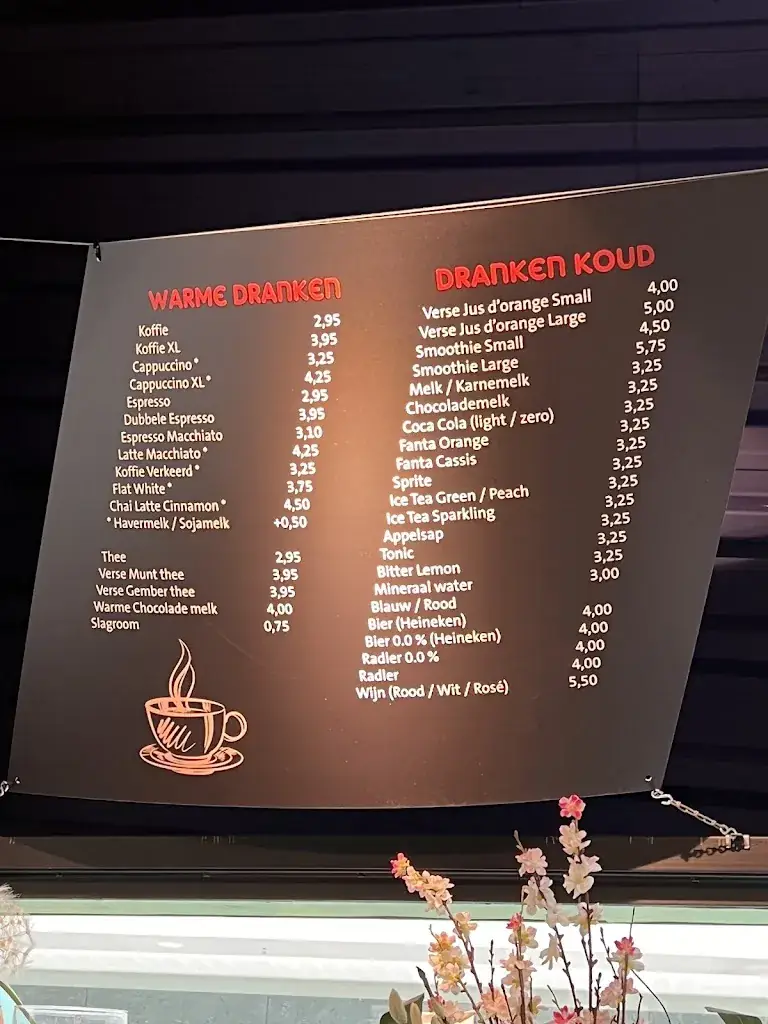 WARME DRANKEN
Koffie 2,95
Koffie XL 3,95
Cappuccino * 3,25
Cappuccino XL * 4,25
Espresso 2,95
Dubbele Espresso 3,95
Espresso Macchiato 3,10
Latte Macchiato * 4,25
Koffie Verkeerd * 3,25
Flat White * 3,75
Chai Latte Cinnamon * 4,50
* Havermelk / Sojamelk +0,50
Thee 2,95
Verse Munt thee 3,95
Verse Gember thee 3,95
Warme Chocolade melk 4,00
Slagroom 0,75
DRANKEN KOUD
Verse Jus d'orange Small 4,00
Verse Jus d'orange Large 5,00
Smoothie Small 4,50
Smoothie Large 5,75
Melk / Karnemelk 3,25
Chocolademelk 3,25
Coca Cola (light / zero) 3,25
Fanta Orange 3,25
Fanta Cassis 3,25
Sprite 3,25
Ice Tea Green / Peach 3,25
Ice Tea Sparkling 3,25
Appelsap 3,25
Tonic 3,25
Bitter Lemon 3,25
Mineraal water 3,00
Blauw / Rood
Bier (Heineken) 4,00
Bier 0.0 % (Heineken) 4,00
Radler 0.0 % 4,00
Radler 4,00
Wijn (Rood / Wit / Rosé) 5,50